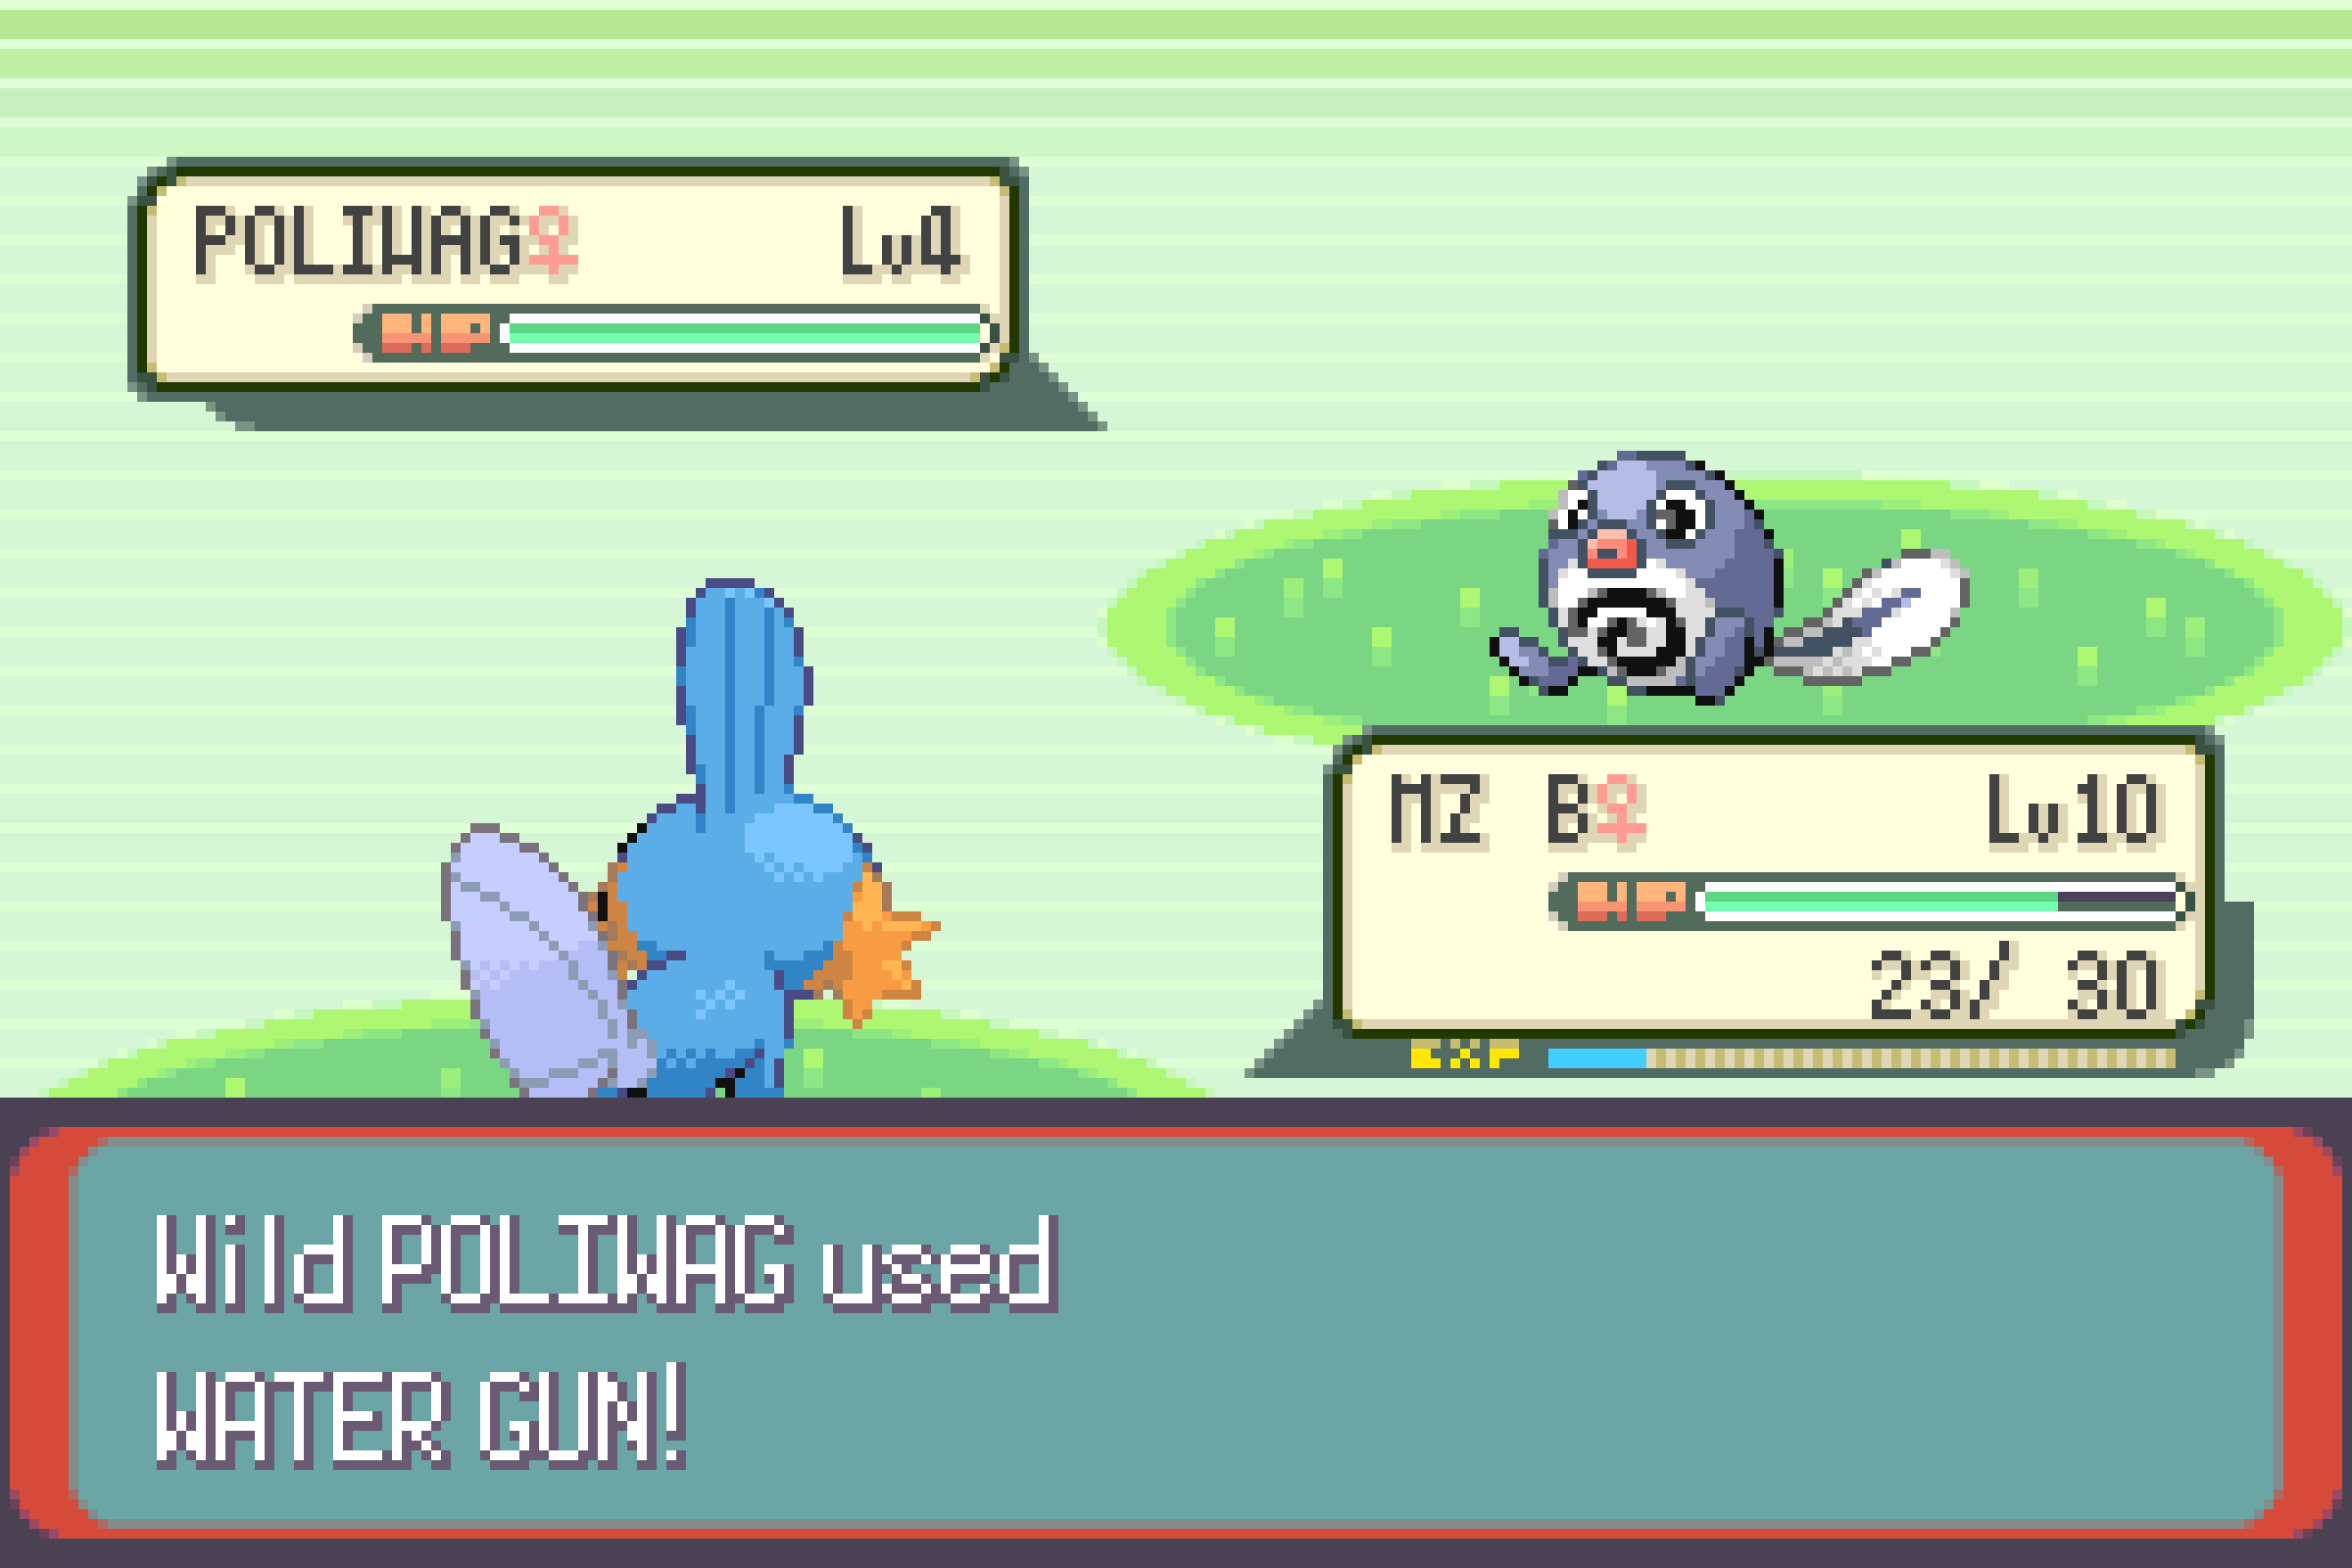 POLIWAG♀ Lv4
HP
MZ B♀ Lv10
HP
23/ 30
EXP
Wild POLIWAG used
WATER GUN!